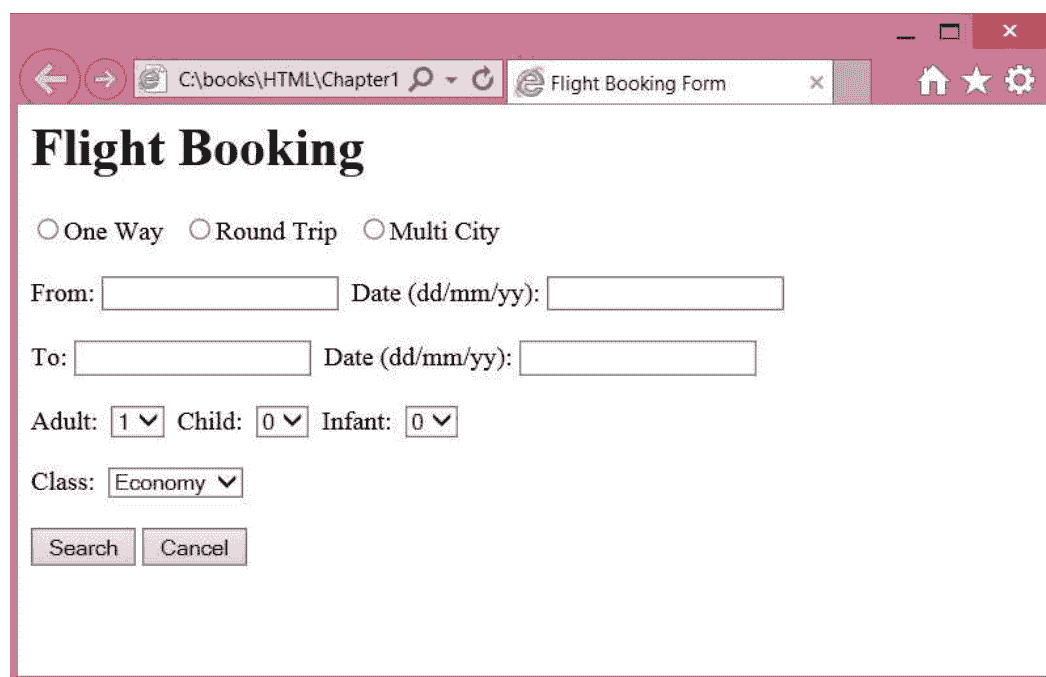 C:\books\HTML\Chapter1
Flight Booking Form
Flight Booking
One Way Round Trip Multi City
From: Date (dd/mm/yy):
To: Date (dd/mm/yy):
Adult: 1 Child: 0 Infant: 0
Class: Economy
Search Cancel